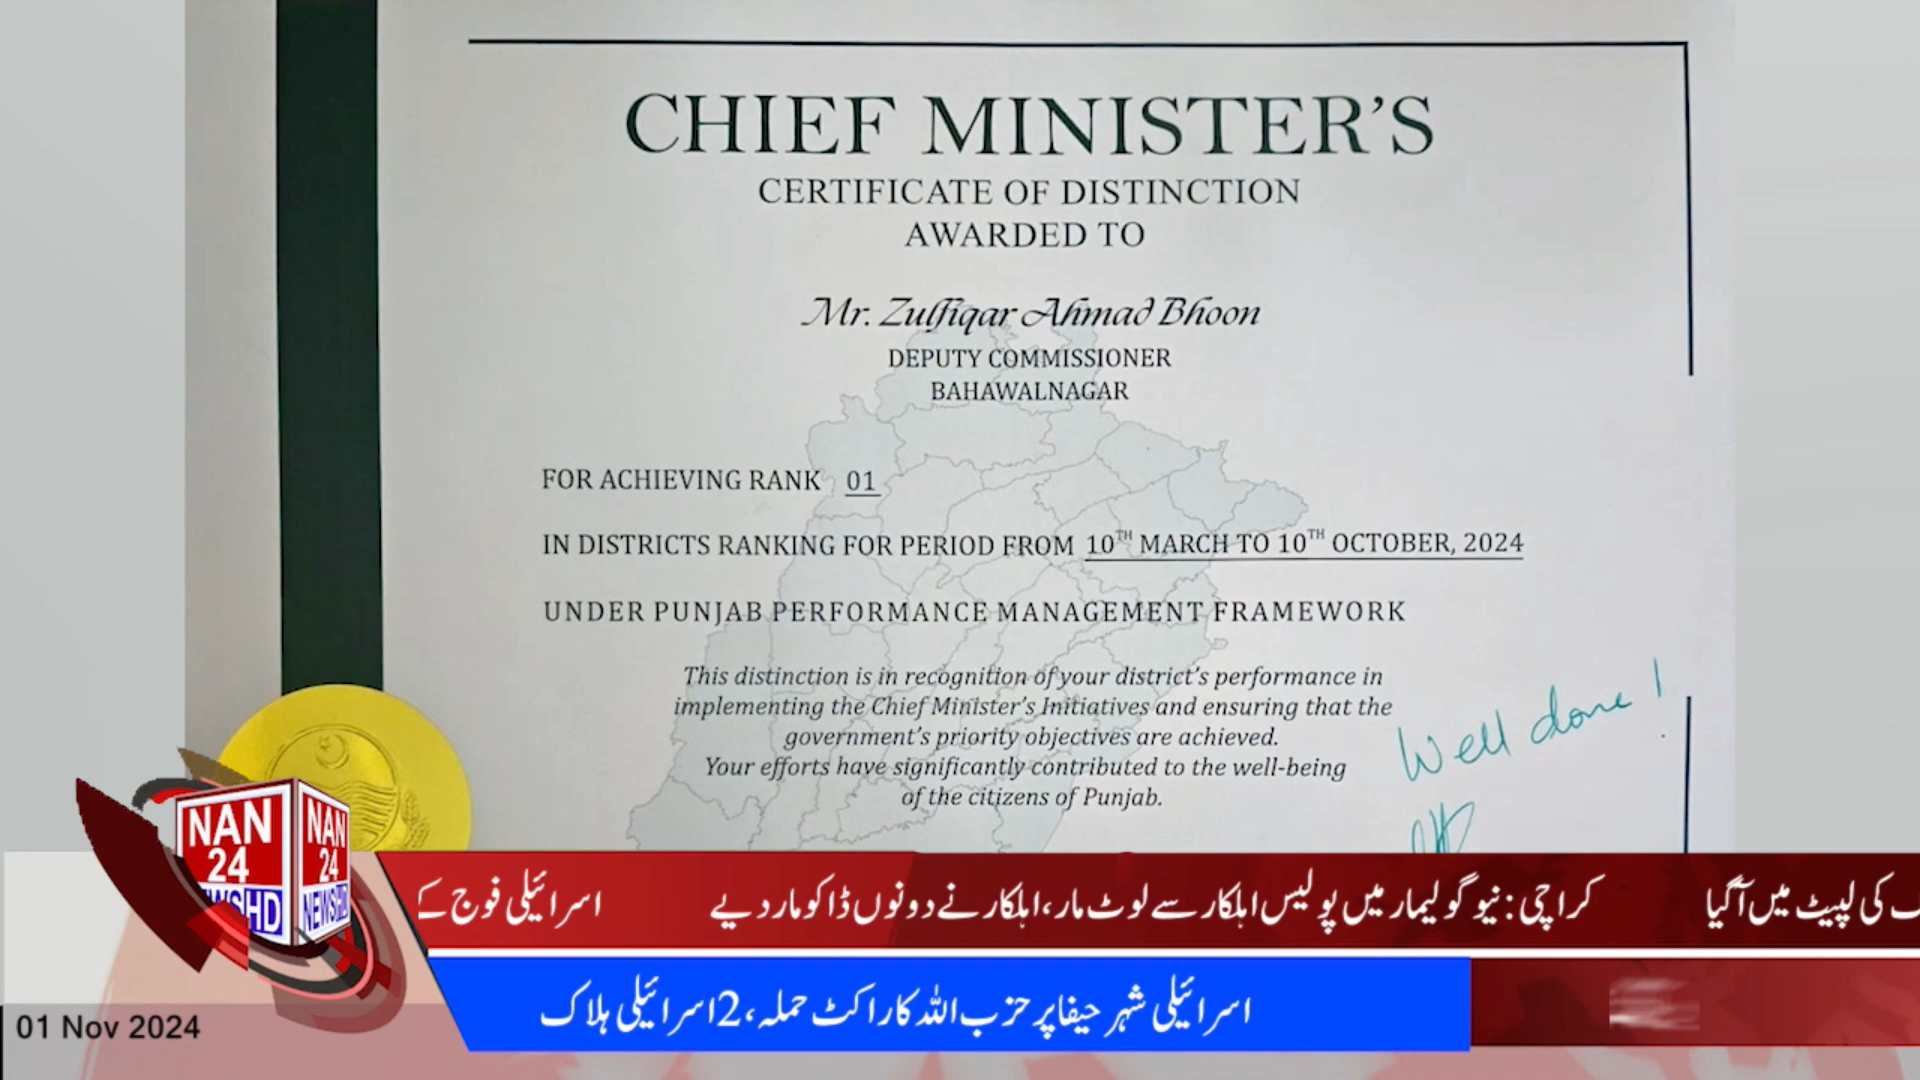 CHIEF MINISTER'S
CERTIFICATE OF DISTINCTION
AWARDED TO
Mr. Zulfiqar Ahmad Bhoon
DEPUTY COMMISSIONER
BAHAWALNAGAR
FOR ACHIEVING RANK 01
IN DISTRICTS RANKING FOR PERIOD FROM 10TH MARCH TO 10TH OCTOBER, 2024
UNDER PUNJAB PERFORMANCE MANAGEMENT FRAMEWORK
This distinction is in recognition of your district's performance in
implementing the Chief Minister's Initiatives and ensuring that the
government's priority objectives are achieved.
Your efforts have significantly contributed to the well-being
of the citizens of Punjab.
Well done!
NAN
24
NAN
24
NEWS
کی لپیٹ میں آگیا
کراچی: نیو گولیمار میں پولیس اہلکار سے لوٹ مار، اہلکار نے دونوں ڈاکو مار دیے
اسرائیلی فوج کے
اسرائیلی شہر حیفا پر حزب اللہ کا راکٹ حملہ، 2 اسرائیلی ہلاک
01 Nov 2024